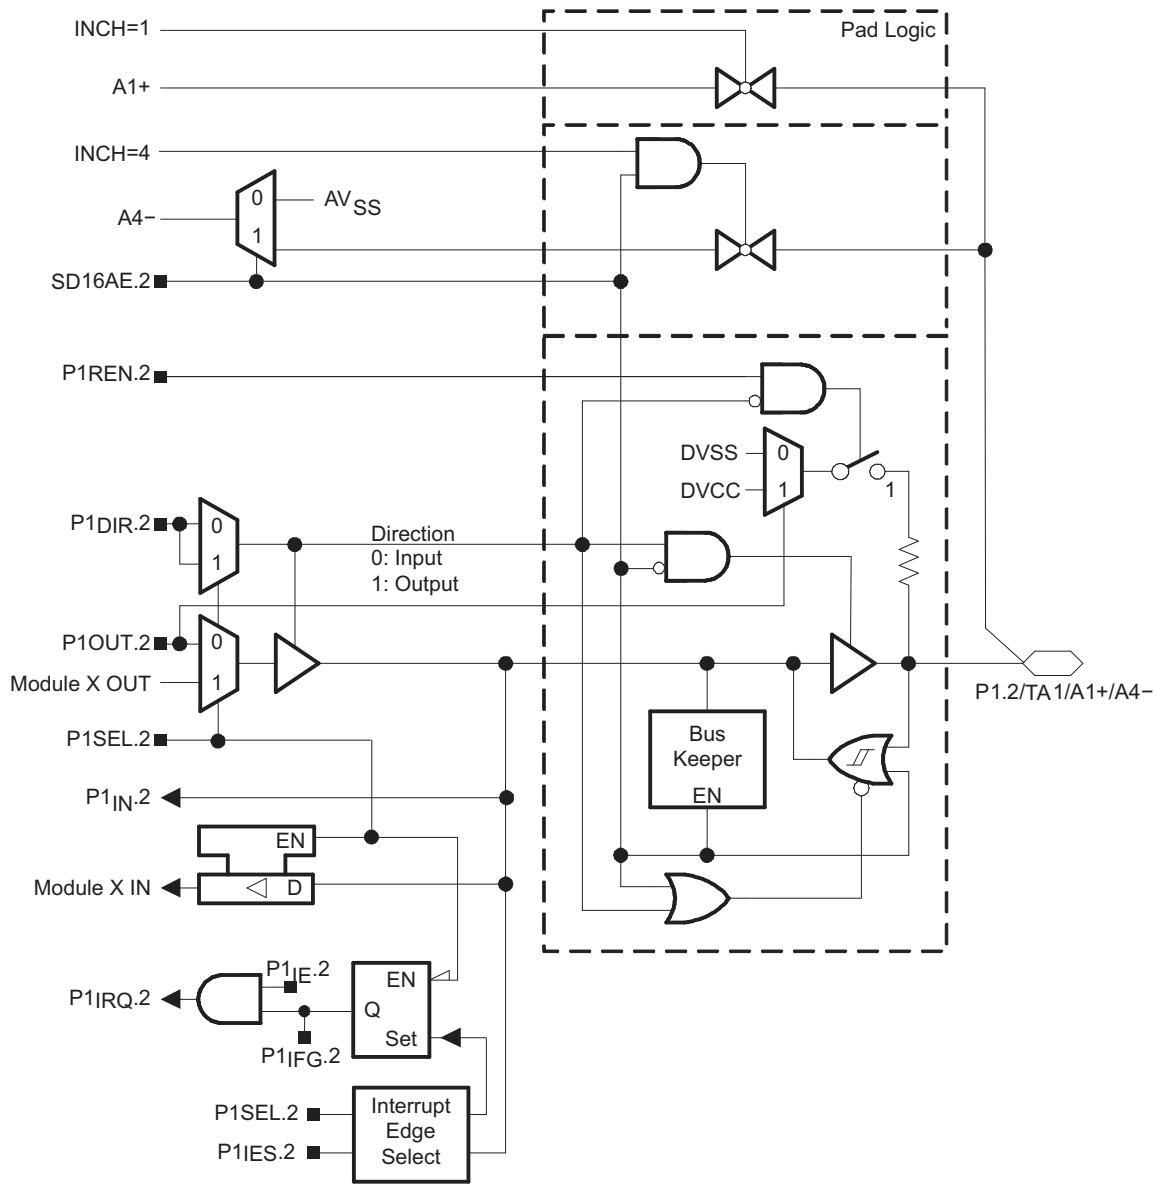 INCH=1
Pad Logic
A1+
INCH=4
0
AVSS
A4−
1
SD16AE.2
P1REN.2
DVSS
0
DVCC
1
1
P1DIR.2
0
1
Direction
0: Input
1: Output
P1OUT.2
0
Module X OUT
1
P1.2/TA1/A1+/A4−
P1SEL.2
Bus
Keeper
EN
P1IN.2
EN
Module X IN
D
P1IE.2
P1IRQ.2
EN
Q
Set
P1IFG.2
P1SEL.2
P1IES.2
Interrupt
Edge
Select